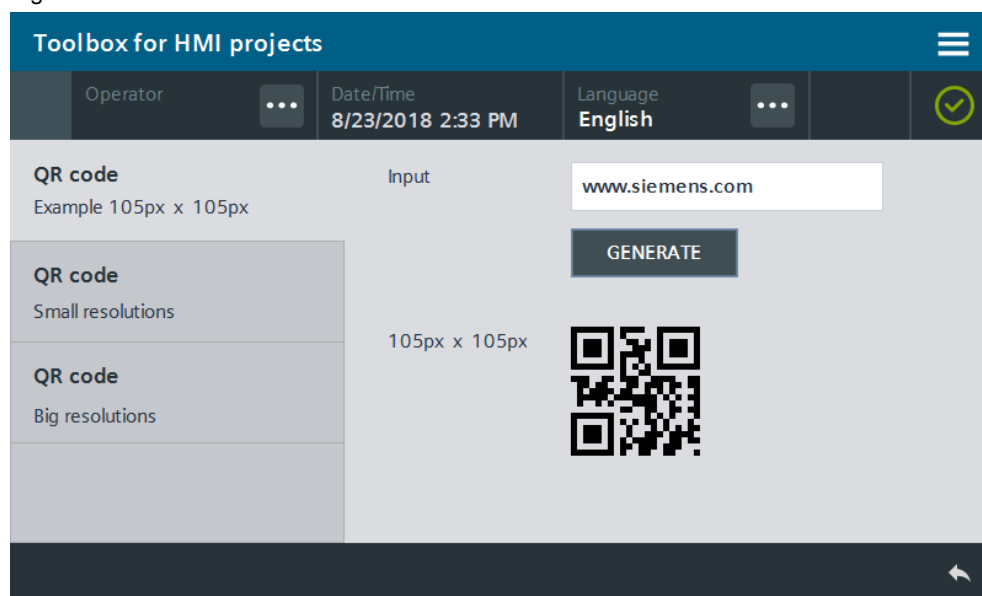 Toolbox for HMI projects
Operator
Date/Time
8/23/2018 2:33 PM
Language
English
QR code
Example 105px x 105px
QR code
Small resolutions
QR code
Big resolutions
Input
www.siemens.com
GENERATE
105px x 105px